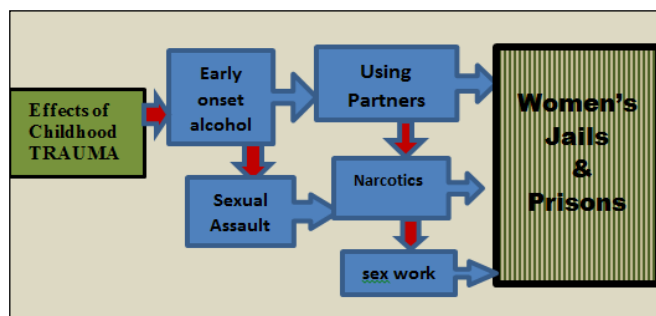 Effects of
Childhood
TRAUMA
Early
onset
alcohol
Using
Partners
Sexual
Assault
Narcotics
sex work
Women's
Jails
&
Prisons